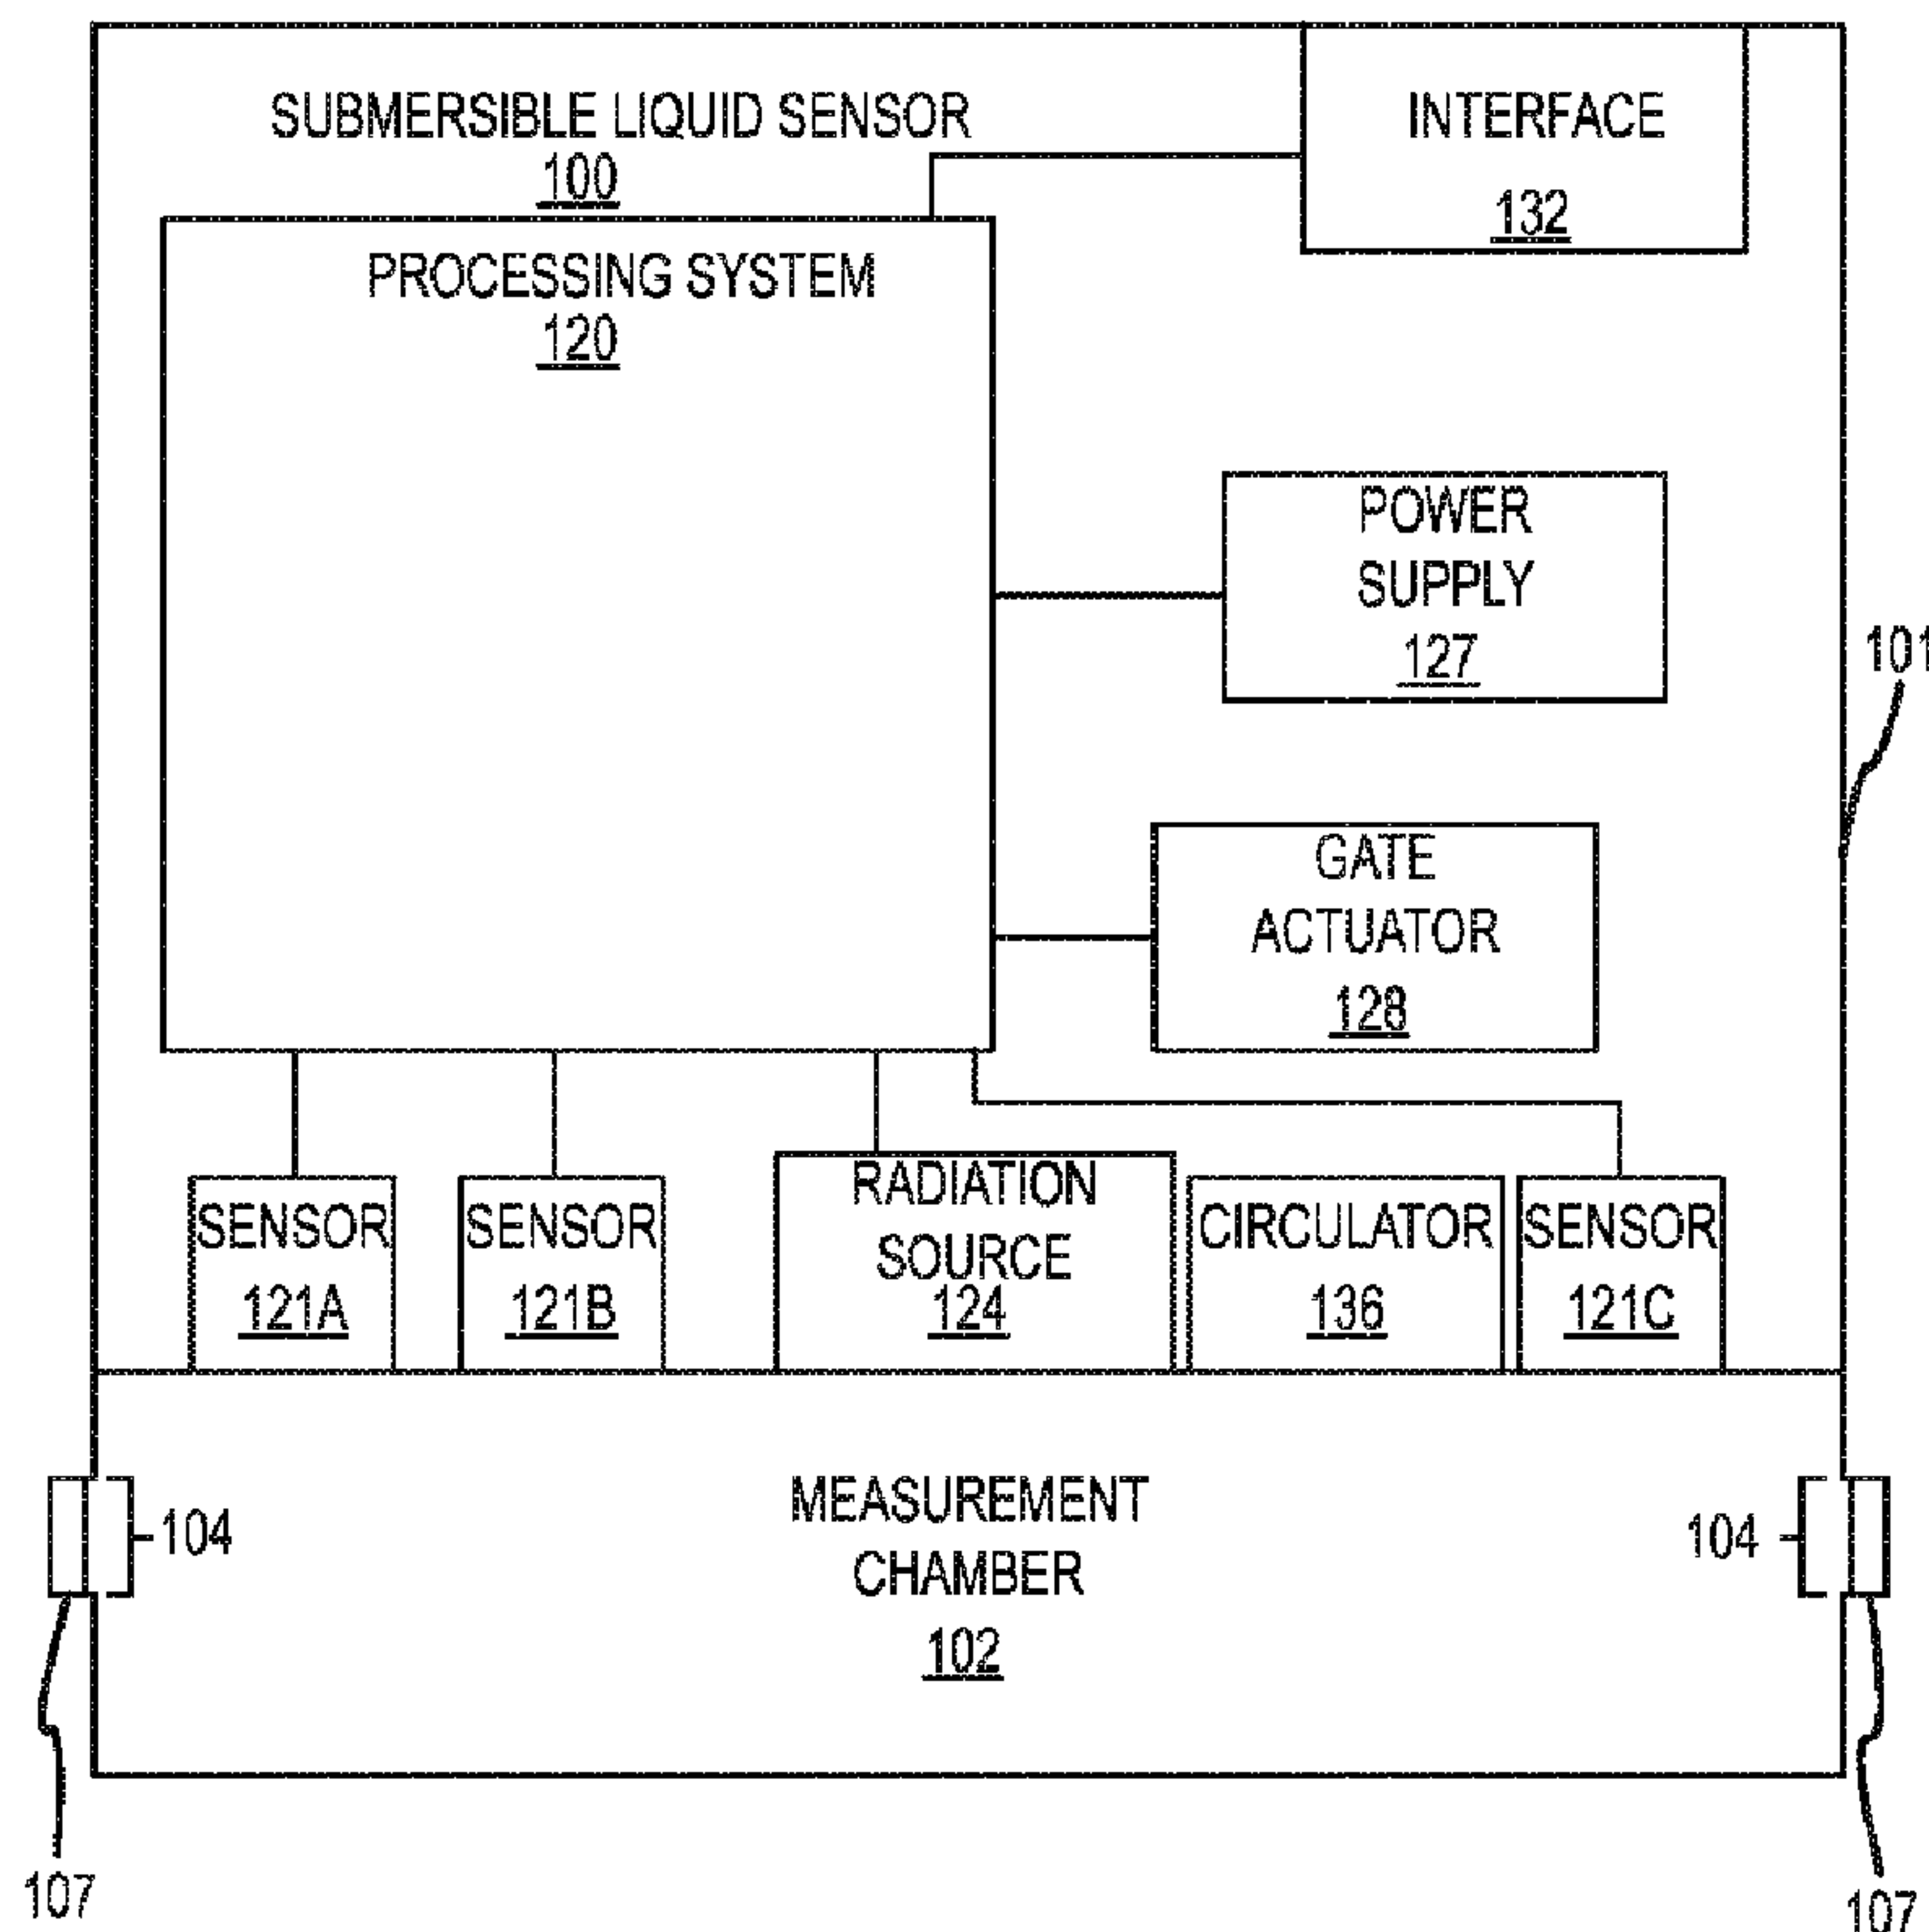 SUBMERSIBLE LIQUID SENSOR
100
INTERFACE
132
PROCESSING SYSTEM
120
POWER
SUPPLY
127
101
GATE
ACTUATOR
128
SENSOR
121A
SENSOR
121B
RADIATION
SOURCE
124
CIRCULATOR
136
SENSOR
121C
104
MEASUREMENT
CHAMBER
102
104
107
107